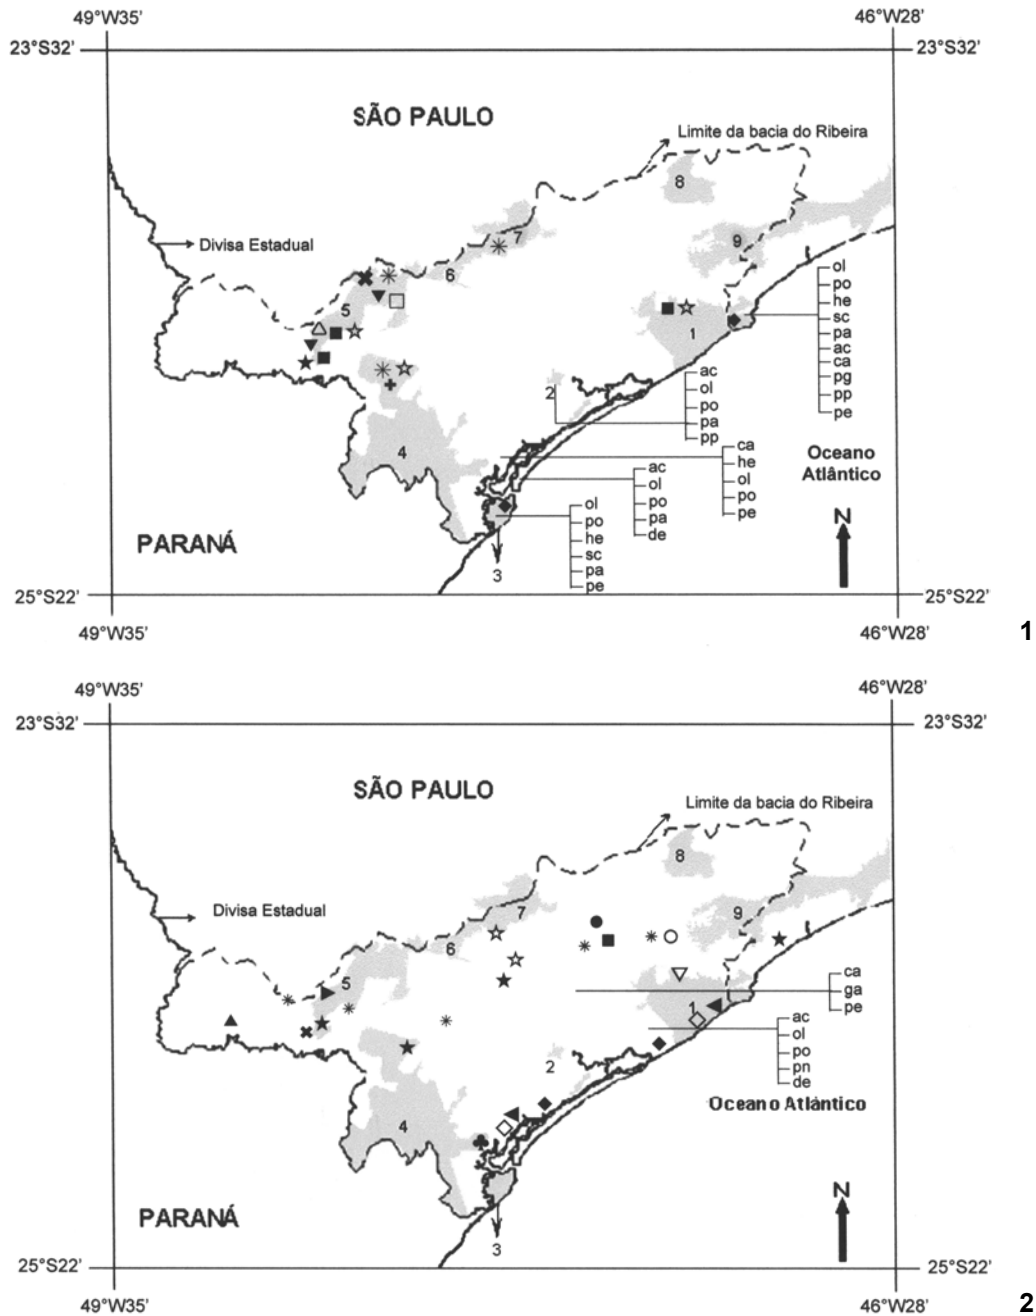 49°W35'
46°W28'
23°S32'
23°S32'
SÃO PAULO
Limite da bacia do Ribeira
8
7
9
Divisa Estadual
6
5
1
ol
po
he
sc
pa
ac
ca
pg
pp
pe
2
ac
ol
po
pa
pp
4
ca
he
ol
po
pe
Oceano
Atlântico
ac
ol
po
pa
de
ol
po
he
sc
pa
pe
N
PARANÁ
3
25°S22'
25°S22'
49°W35'
46°W28'
1
49°W35'
46°W28'
23°S32'
23°S32'
SÃO PAULO
Limite da bacia do Ribeira
8
7
9
Divisa Estadual
6
5
1
ca
ga
pe
ac
ol
po
pn
de
2
Oceano Atlântico
4
N
PARANÁ
3
25°S22'
25°S22'
49°W35'
46°W28'
2